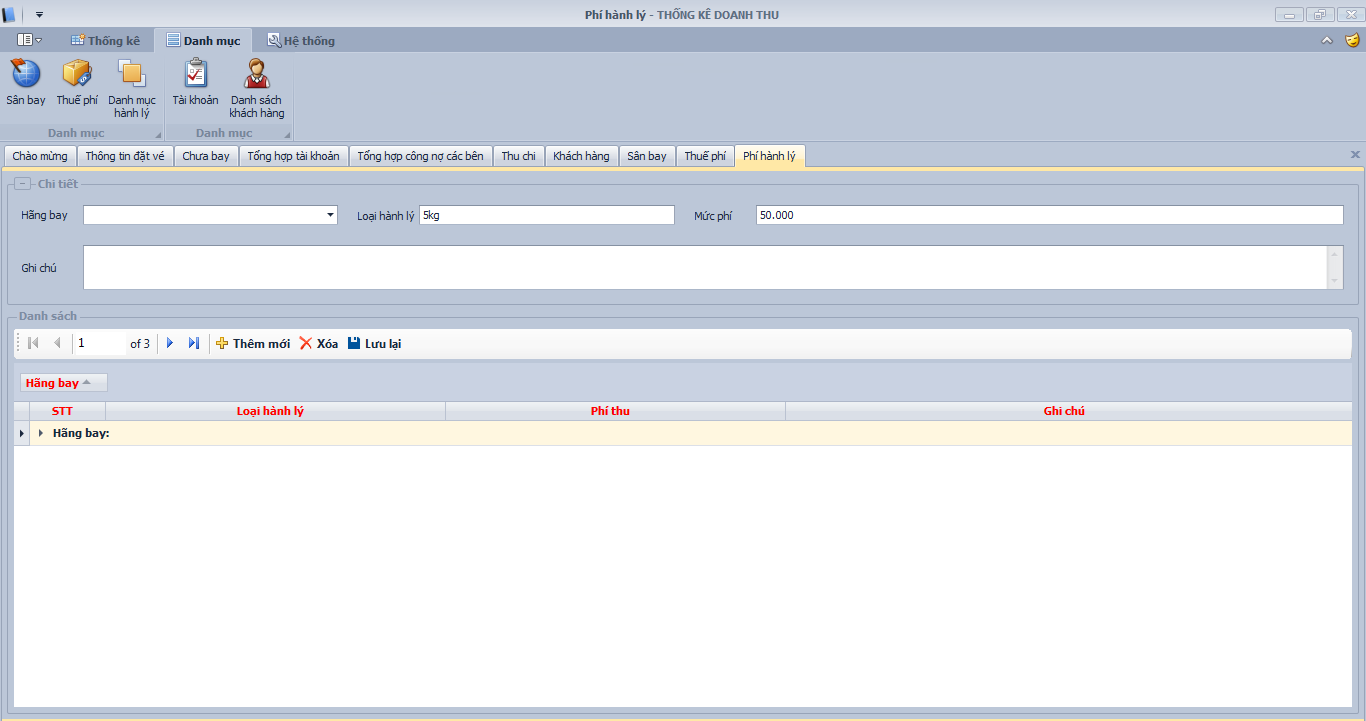 Phí hành lý - THỐNG KÊ DOANH THU
Thống kê Danh mục Hệ thống
Sân bay Thuế phí Danh mục hành lý Tài khoản Danh sách khách hàng
Danh mục Danh mục
Chào mừng Thông tin đặt vé Chưa bay Tổng hợp tài khoản Tổng hợp công nợ các bên Thu chi Khách hàng Sân bay Thuế phí Phí hành lý
Chi tiết
Hãng bay Loại hành lý 5kg Mức phí 50.000
Ghi chú
Danh sách
1 of 3 Thêm mới Xóa Lưu lại
Hãng bay
STT Loại hành lý Phí thu Ghi chú
Hãng bay: